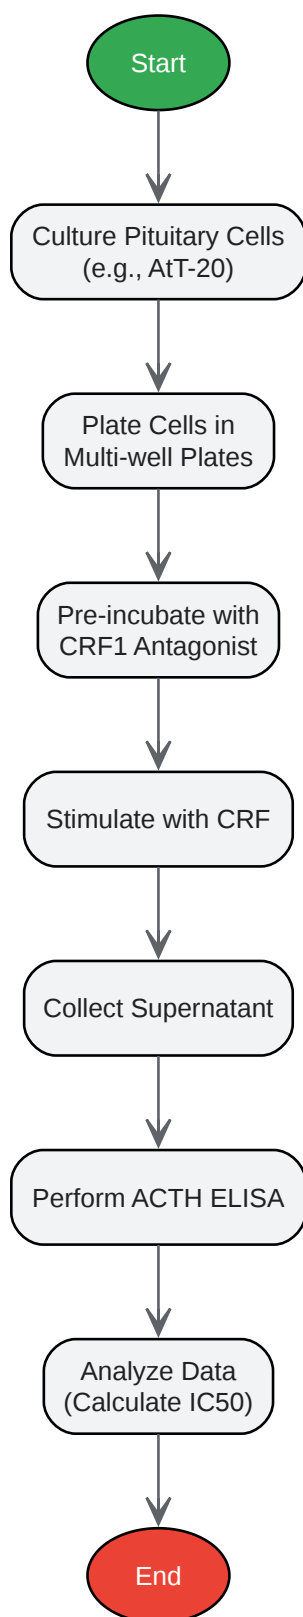 Start
Culture Pituitary Cells
(e.g., AtT-20)
Plate Cells in
Multi-well Plates
Pre-incubate with
CRF1 Antagonist
Stimulate with CRF
Collect Supernatant
Perform ACTH ELISA
Analyze Data
(Calculate IC50)
End